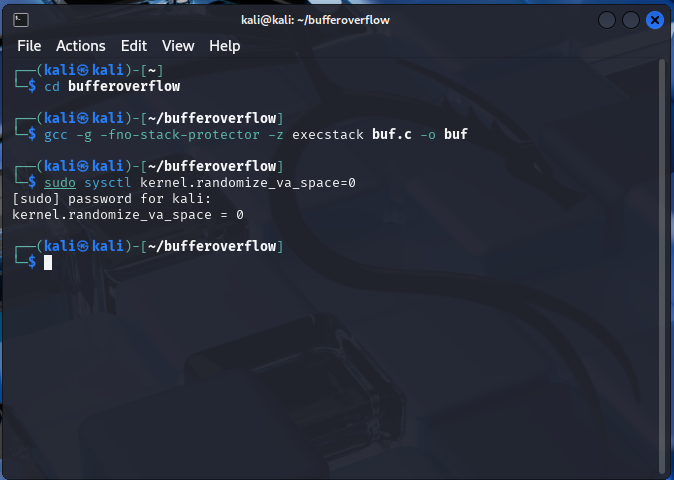 kali@kali: ~/bufferoverflow
File Actions Edit View Help
┌──(kali㉿kali)-[~]
└─$ cd bufferoverflow
┌──(kali㉿kali)-[~/bufferoverflow]
└─$ gcc -g -fno-stack-protector -z execstack buf.c -o buf
┌──(kali㉿kali)-[~/bufferoverflow]
└─$ sudo sysctl kernel.randomize_va_space=0
[sudo] password for kali:
kernel.randomize_va_space = 0
┌──(kali㉿kali)-[~/bufferoverflow]
└─$